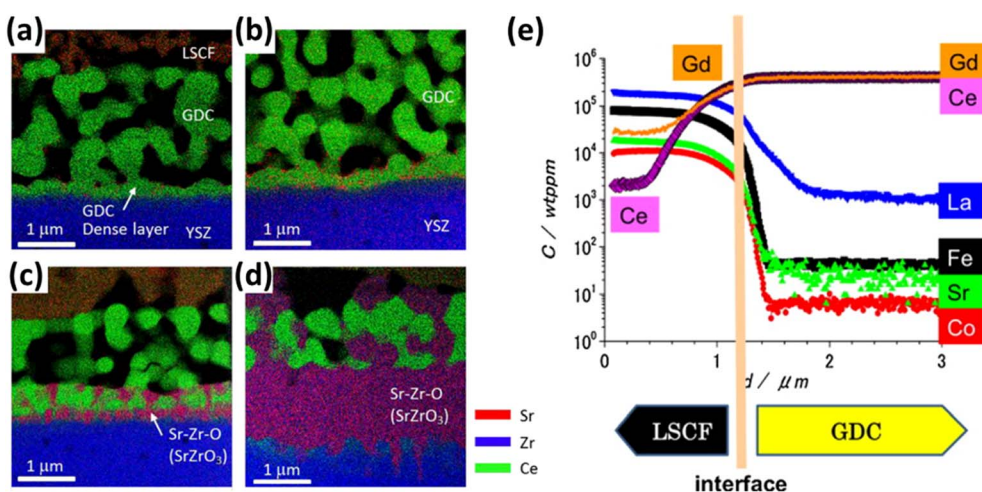 (a)
LSCF
GDC
GDC
Dense layer
YSZ
1 μm
(b)
GDC
YSZ
1 μm
(c)
Sr-Zr-O
(SrZrO₃)
1 μm
(d)
Sr-Zr-O
(SrZrO₃)
1 μm
Sr
Zr
Ce
(e)
C / wtppm
10⁶
10⁵
10⁴
10³
10²
10¹
10⁰
Gd
Ce
Gd
Ce
La
Fe
Sr
Co
0 1 2 3
d / μm
LSCF
GDC
interface